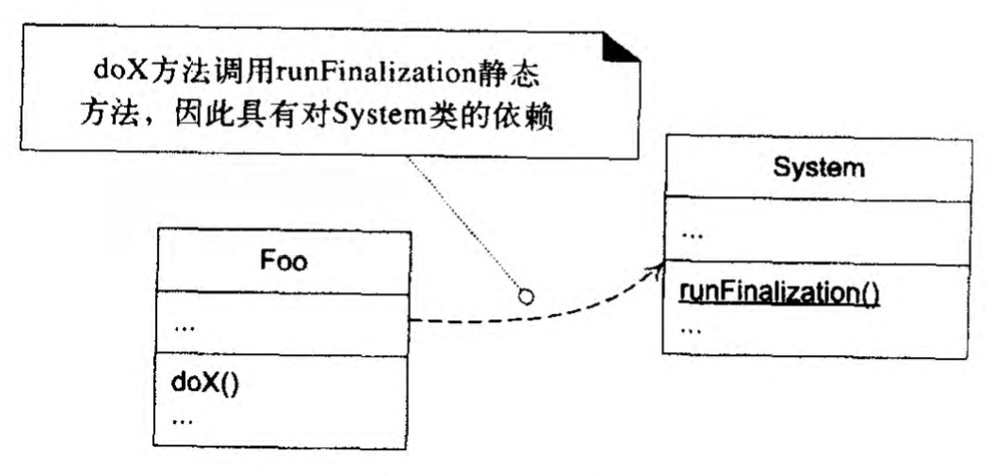 doX方法调用runFinalization静态
方法，因此具有对System类的依赖
System
...
runFinalization()
...
Foo
...
doX()
...